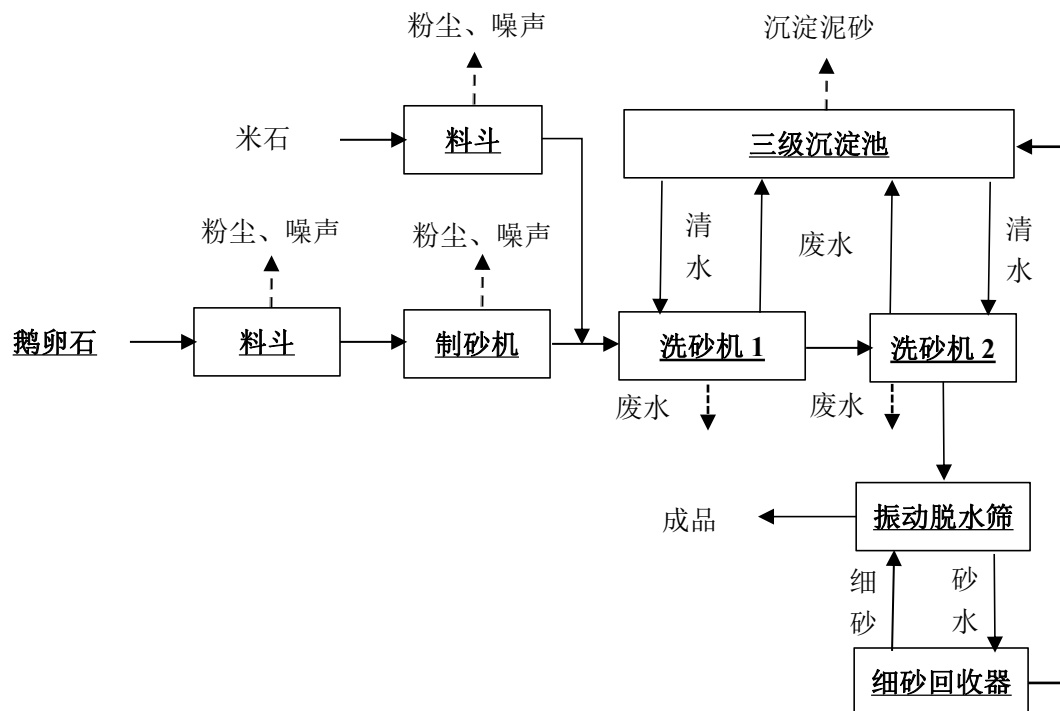 粉尘、噪声
沉淀泥砂
米石
料斗
三级沉淀池
粉尘、噪声
粉尘、噪声
清水
废水
清水
鹅卵石
料斗
制砂机
洗砂机 1
洗砂机 2
废水
废水
成品
振动脱水筛
细砂
砂水
细砂回收器